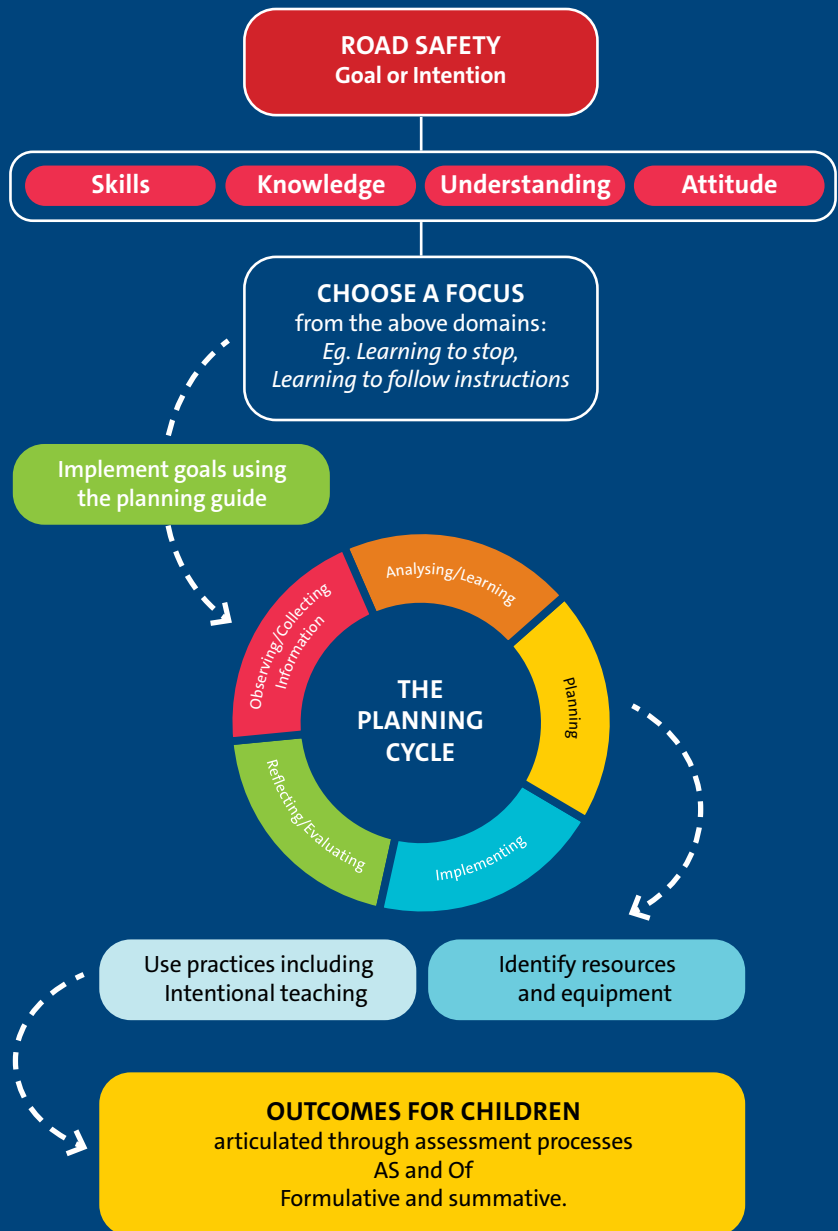 ROAD SAFETY
Goal or Intention
Skills
Knowledge
Understanding
Attitude
CHOOSE A FOCUS
from the above domains:
Eg. Learning to stop,
Learning to follow instructions
Implement goals using
the planning guide
Observing/Collecting
Information
Analysing/Learning
Planning
Implementing
Reflecting/Evaluating
THE
PLANNING
CYCLE
Use practices including
Intentional teaching
Identify resources
and equipment
OUTCOMES FOR CHILDREN
articulated through assessment processes
AS and Of
Formulative and summative.